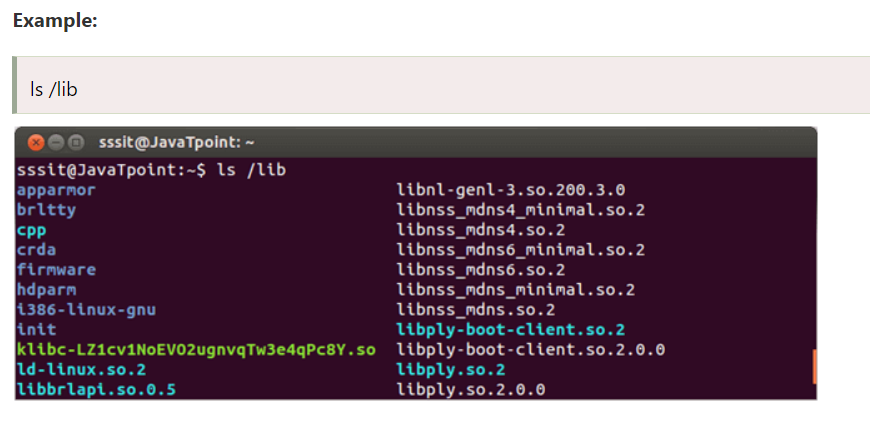 Example:
ls /lib
sssit@JavaTpoint: ~
sssit@JavaTpoint:~$ ls /lib
apparmor libnl-genl-3.so.200.3.0
brltty libnss_mdns4_minimal.so.2
cpp libnss_mdns4.so.2
crda libnss_mdns6_minimal.so.2
firmware libnss_mdns6.so.2
hdparm libnss_mdns_minimal.so.2
i386-linux-gnu libnss_mdns.so.2
init libply-boot-client.so.2
klibc-LZ1cv1NoEVO2ugnvqTw3e4qPc8Y.so libply-boot-client.so.2.0.0
ld-linux.so.2 libply.so.2
libbrlapi.so.0.5 libply.so.2.0.0